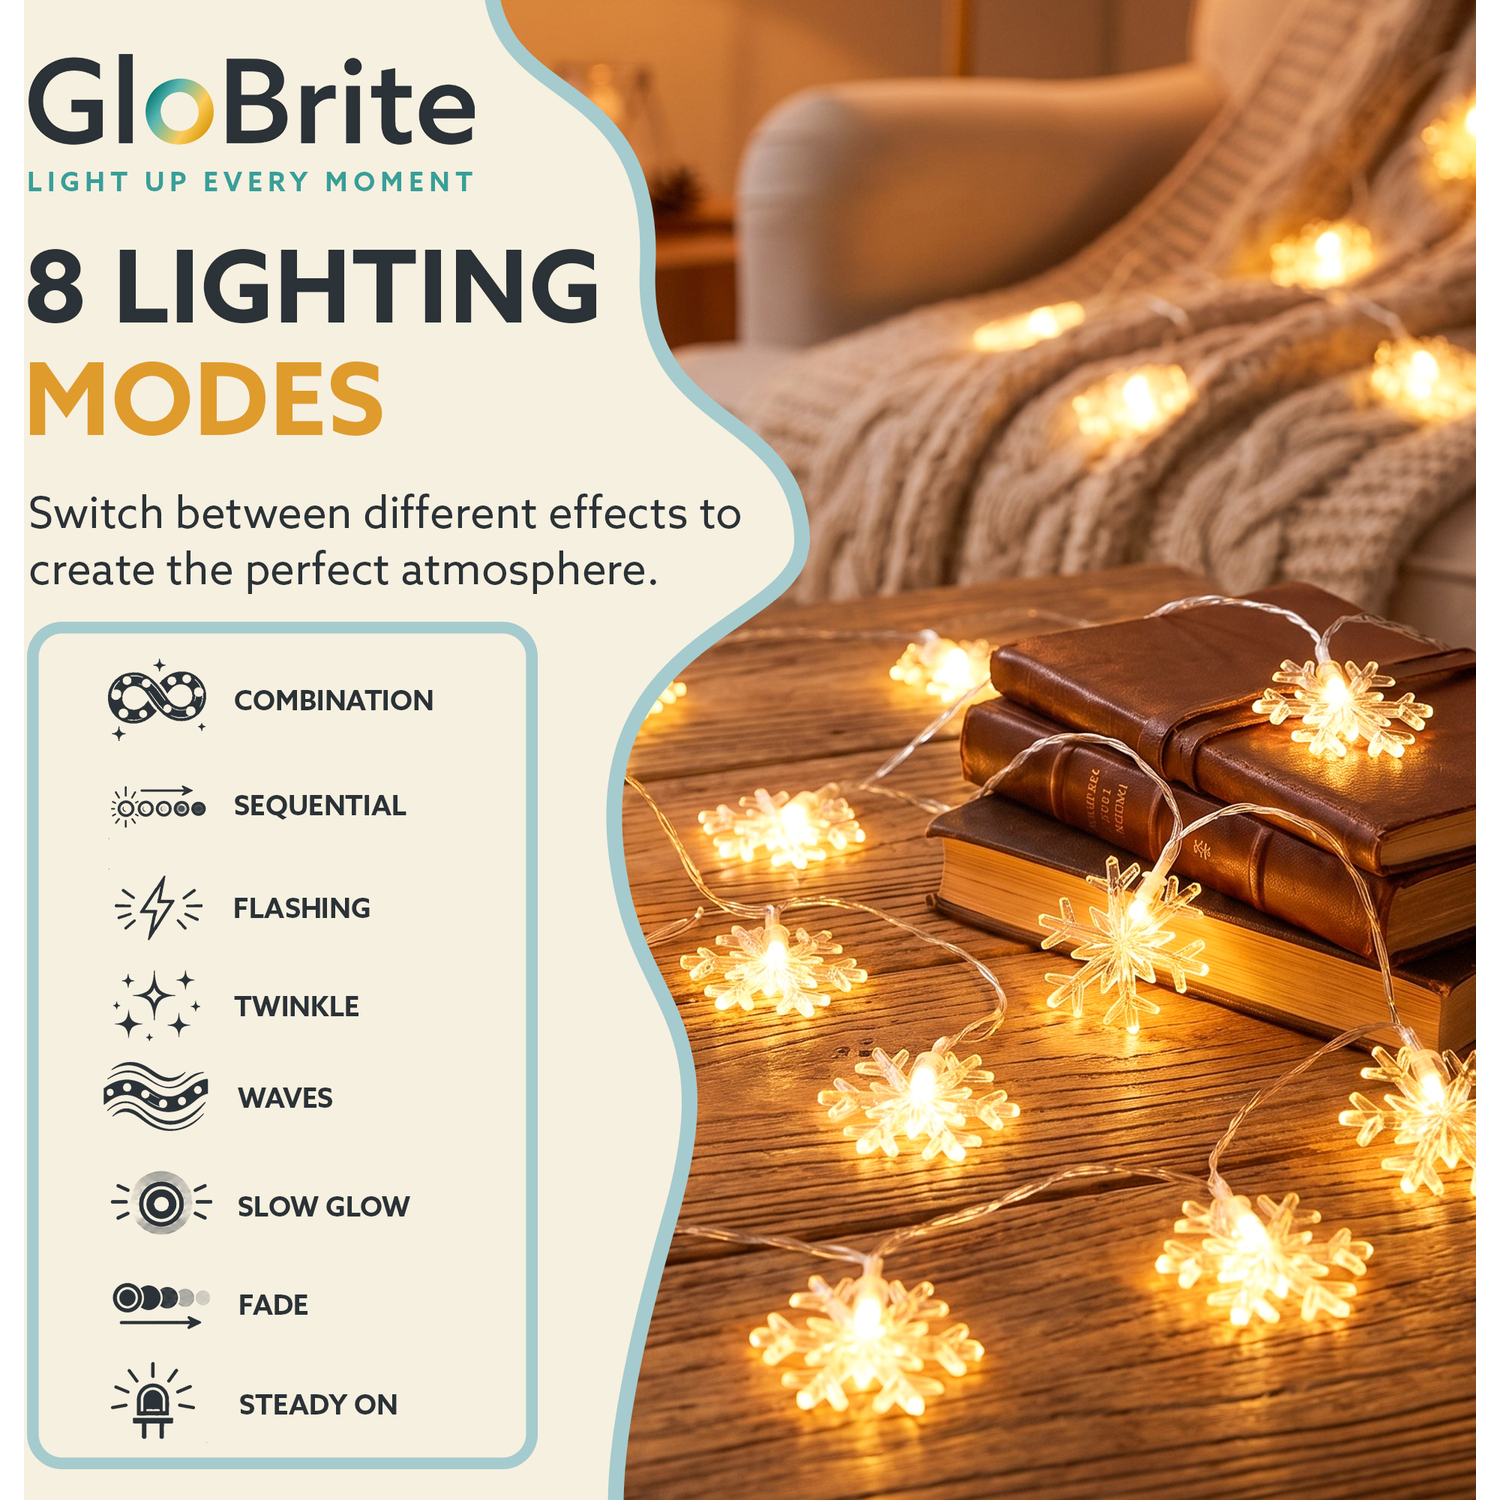 GloBrite
LIGHT UP EVERY MOMENT
8 LIGHTING
MODES
Switch between different effects to
create the perfect atmosphere.
COMBINATION
SEQUENTIAL
FLASHING
TWINKLE
WAVES
SLOW GLOW
FADE
STEADY ON